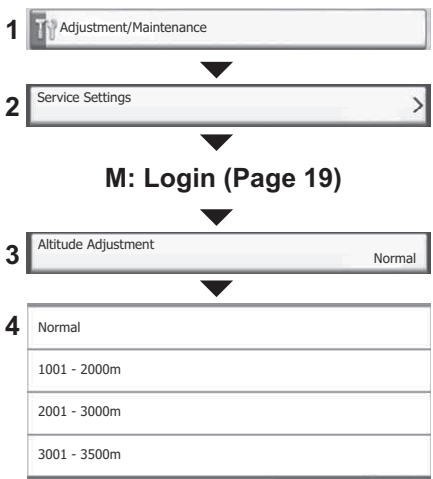 1 Adjustment/Maintenance
2 Service Settings
M: Login (Page 19)
3 Altitude Adjustment
Normal
4 Normal
1001 - 2000m
2001 - 3000m
3001 - 3500m